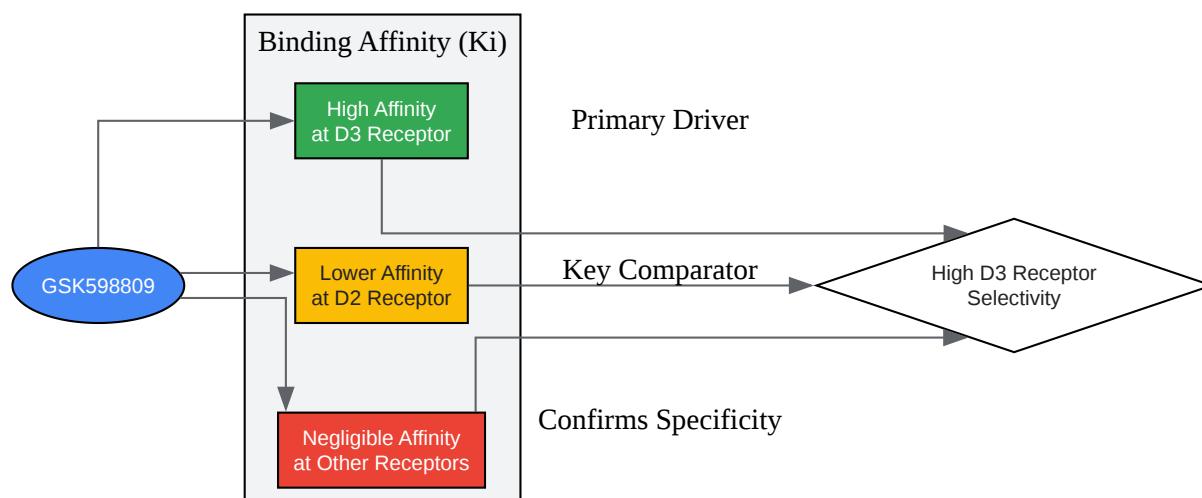 Binding Affinity (Ki)
High Affinity
at D3 Receptor
Primary Driver
GSK598809
Lower Affinity
at D2 Receptor
Key Comparator
High D3 Receptor
Selectivity
Negligible Affinity
at Other Receptors
Confirms Specificity